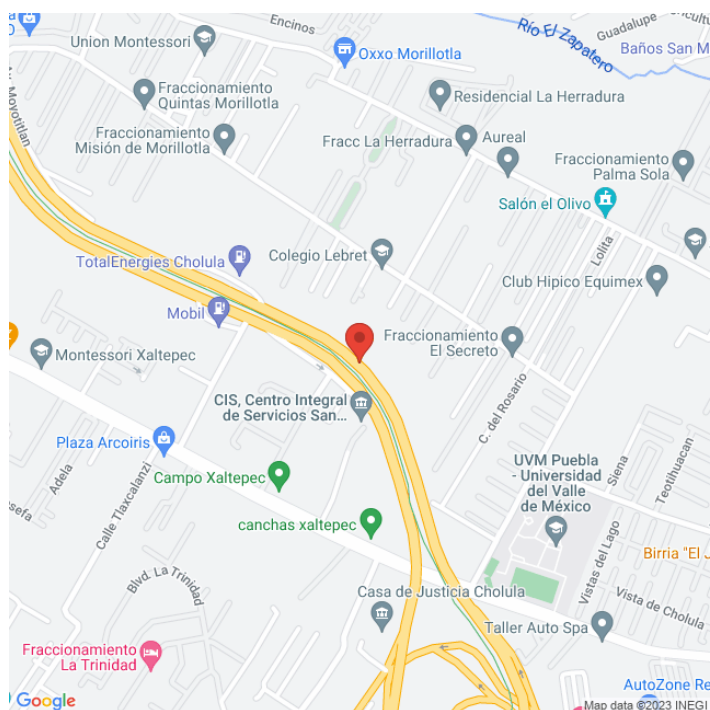 Encinos
Guadalupe
Río El Zapatero
Baños San M
Union Montessori
Oxxo Morillotla
Fraccionamiento
Quintas Morillotla
Residencial La Herradura
Fraccionamiento
Misión de Morillotla
Fracc La Herradura
Aureal
Fraccionamiento
Palma Sola
Salón el Olivo
Lolita
Colegio Lebret
TotalEnergies Cholula
Club Hipico Equimex
Mobil
Fraccionamiento
El Secreto
Montessori Xaltepec
CIS, Centro Integral
de Servicios San...
C. del Rosario
Plaza Arcoiris
Adela
Calle Tlaxcalanzi
Campo Xaltepec
UVM Puebla
- Universidad
del Valle
de México
Siena
Teotihuacan
canchas xaltepec
Birria "El J
Blvd. La Trinidad
Vistas del Lago
Casa de Justicia Cholula
Vista de Cholula
Taller Auto Spa
Fraccionamiento
La Trinidad
AutoZone Re
Google
Map data ©2023 INEGI